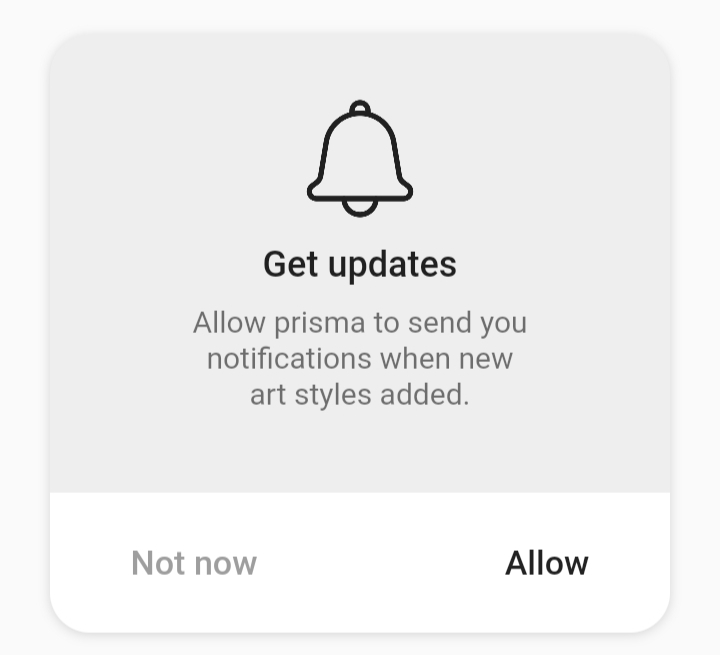 Get updates
Allow prisma to send you
notifications when new
art styles added.
Not now
Allow